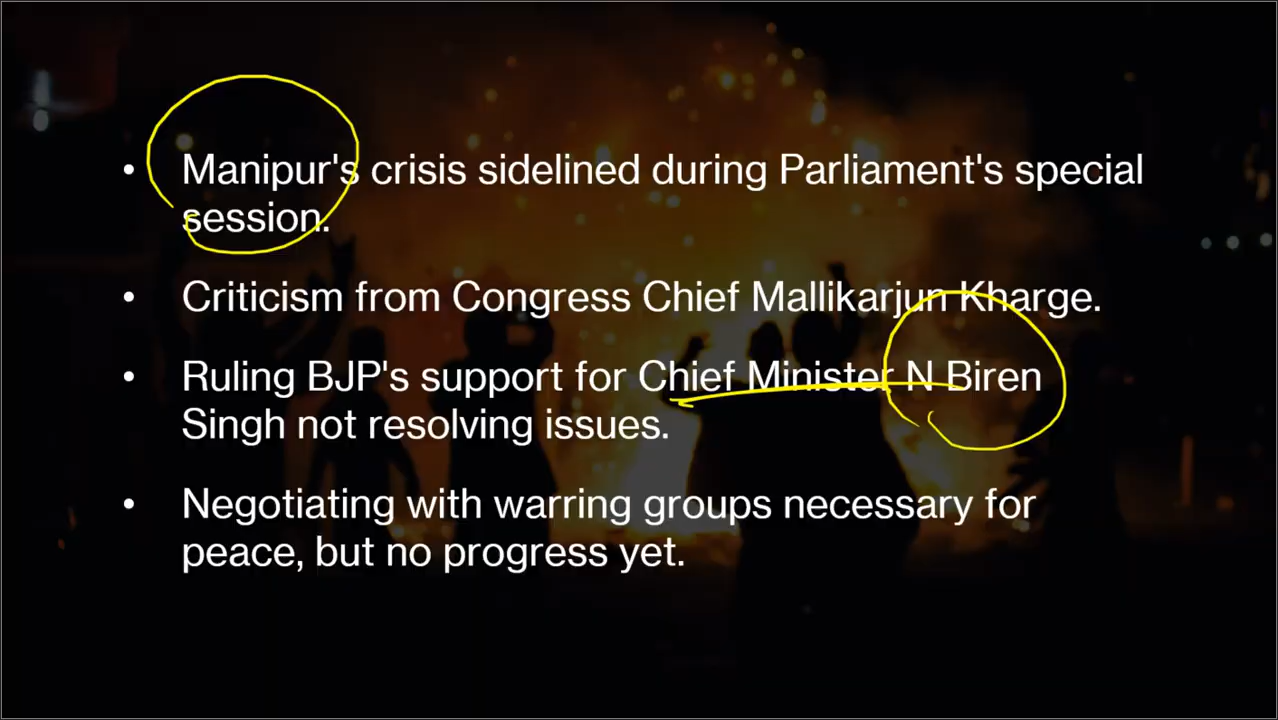 • Manipur's crisis sidelined during Parliament's special
session.
• Criticism from Congress Chief Mallikarjun Kharge.
• Ruling BJP's support for Chief Minister N Biren
Singh not resolving issues.
• Negotiating with warring groups necessary for
peace, but no progress yet.